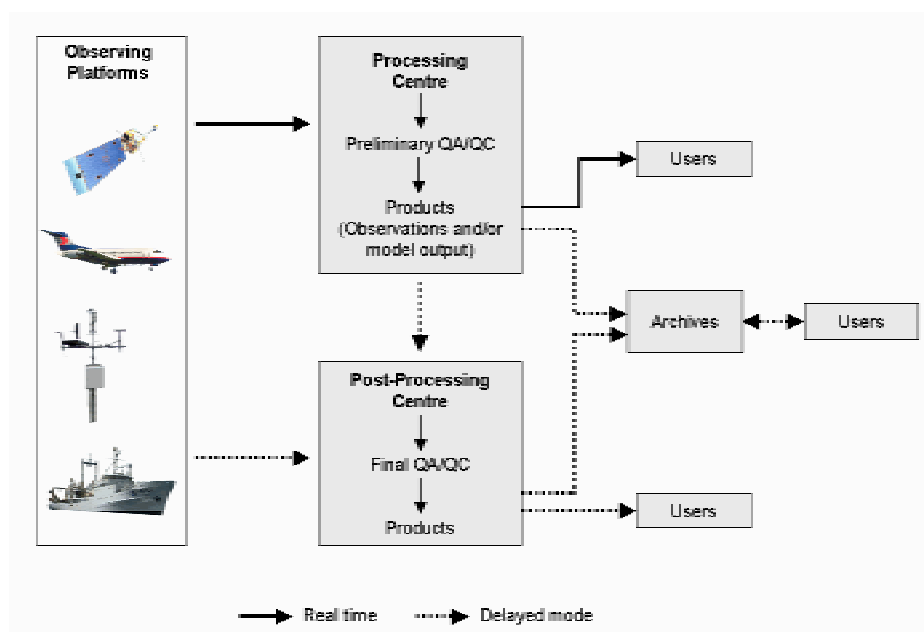 Observing
Platforms
Processing
Centre
Preliminary QA/QC
Products
(Observations and/or
model output)
Users
Archives
Users
Post-Processing
Centre
Final QA/QC
Products
Users
Real time
Delayed mode